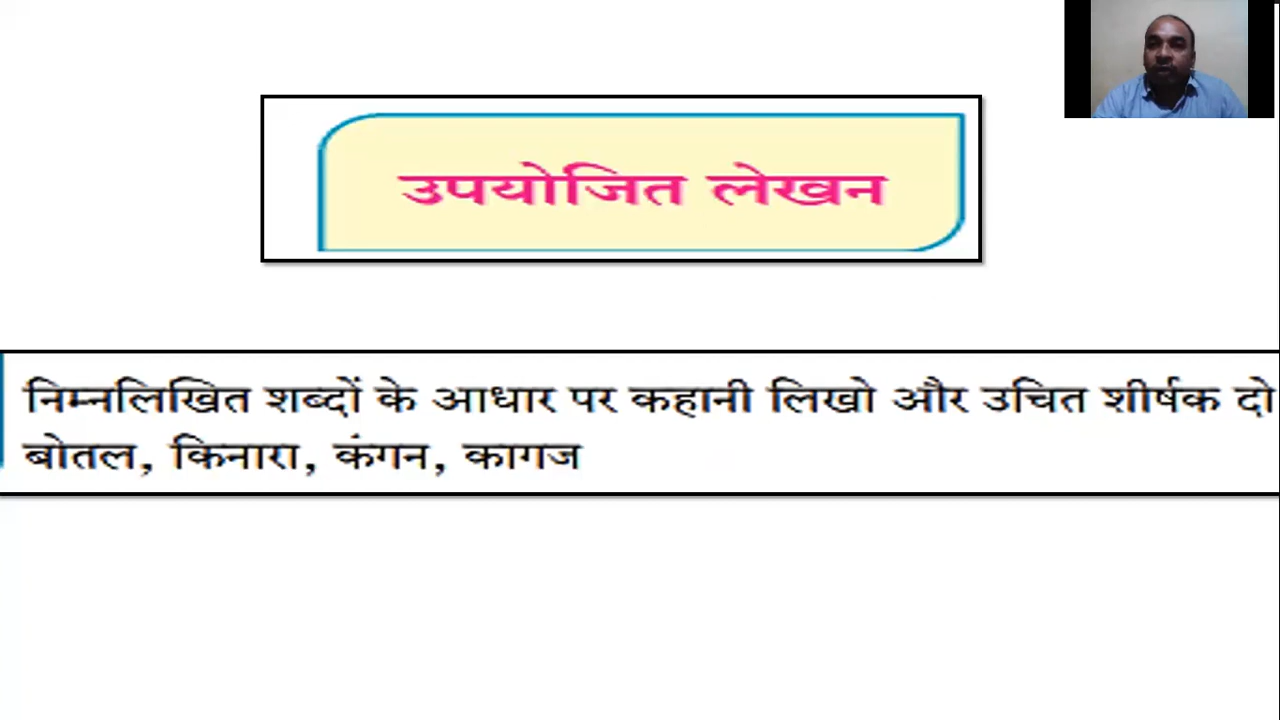 उपयोजित लेखन
निम्नलिखित शब्दों के आधार पर कहानी लिखो और उचित शीर्षक दो
बोतल, किनारा, कंगन, कागज